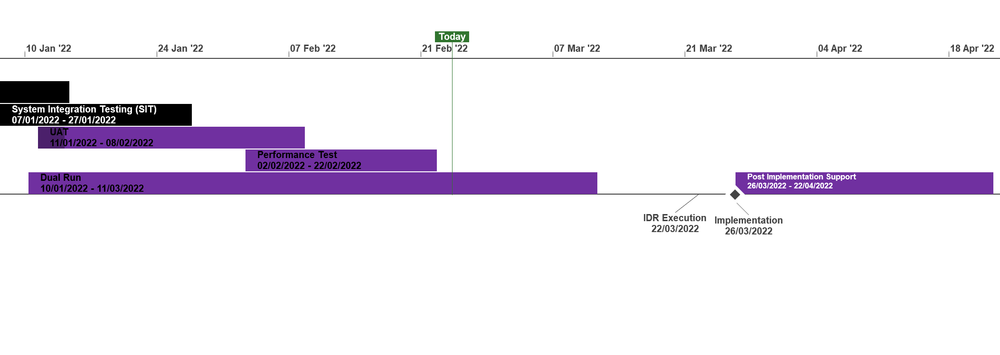 Today
10 Jan '22
24 Jan '22
07 Feb '22
21 Feb '22
07 Mar '22
21 Mar '22
04 Apr '22
18 Apr '22
System Integration Testing (SIT)
07/01/2022 - 27/01/2022
UAT
11/01/2022 - 08/02/2022
Performance Test
02/02/2022 - 22/02/2022
Dual Run
10/01/2022 - 11/03/2022
Post Implementation Support
26/03/2022 - 22/04/2022
IDR Execution
22/03/2022
Implementation
26/03/2022